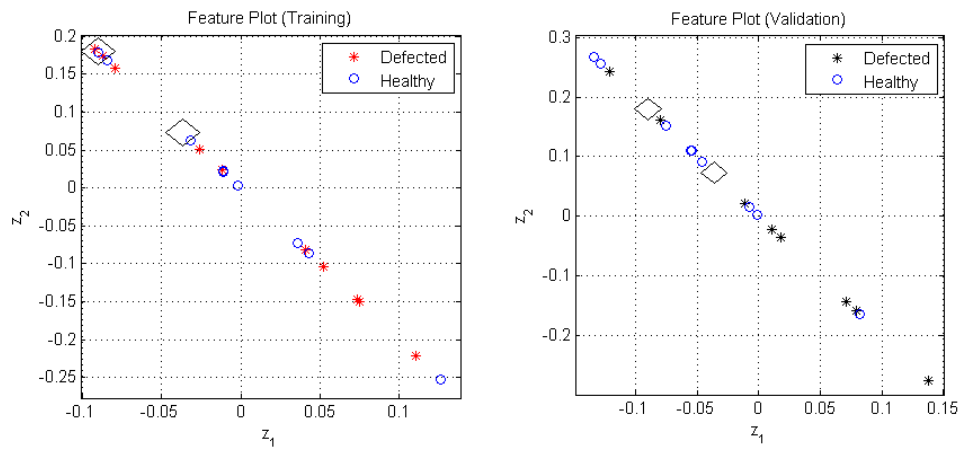 Feature Plot (Training)
0.2
0.15
0.1
0.05
0
-0.05
-0.1
-0.15
-0.2
-0.25
z2
Defected
Healthy
-0.1 -0.05 0 0.05 0.1
z1
Feature Plot (Validation)
0.3
0.2
0.1
0
-0.1
-0.2
z2
Defected
Healthy
-0.1 -0.05 0 0.05 0.1 0.15
z1